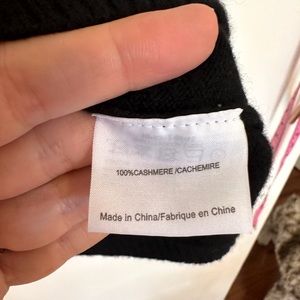 100%CASHMERE /CACHEMIRE
Made in China/Fabrique en Chine